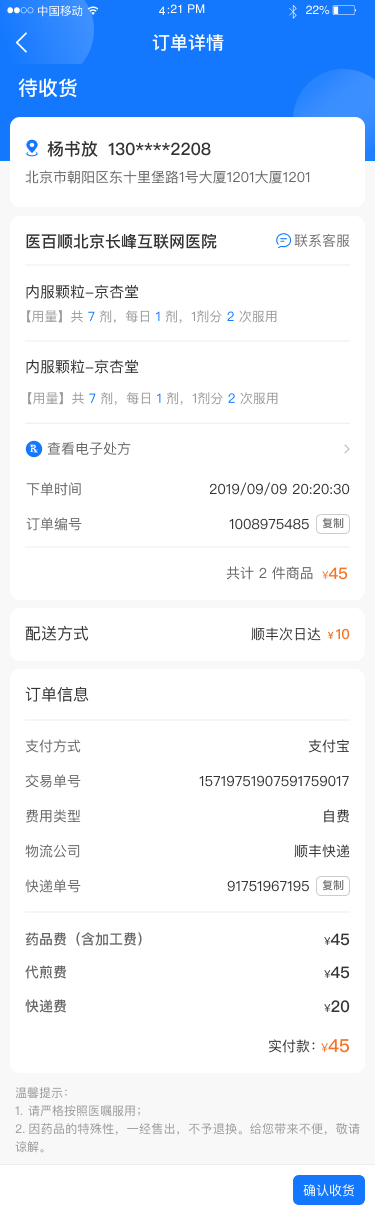 中国移动 4:21 PM 22%
订单详情
待收货
杨书放 130****2208
北京市朝阳区东十里堡路1号大厦1201大厦1201
医百顺北京长峰互联网医院 联系客服
内服颗粒-京杏堂
【用量】共 7 剂，每日 1 剂，1剂分 2 次服用
内服颗粒-京杏堂
【用量】共 7 剂，每日 1 剂，1剂分 2 次服用
查看电子处方
下单时间 2019/09/09 20:20:30
订单编号 1008975485 复制
共计 2 件商品 ¥45
配送方式 顺丰次日达 ¥10
订单信息
支付方式 支付宝
交易单号 15719751907591759017
费用类型 自费
物流公司 顺丰快递
快递单号 91751967195 复制
药品费（含加工费） ¥45
代煎费 ¥45
快递费 ¥20
实付款：¥45
温馨提示：
1. 请严格按照医嘱服用；
2. 因药品的特殊性，一经售出，不予退换。给您带来不便，敬请
谅解。
确认收货